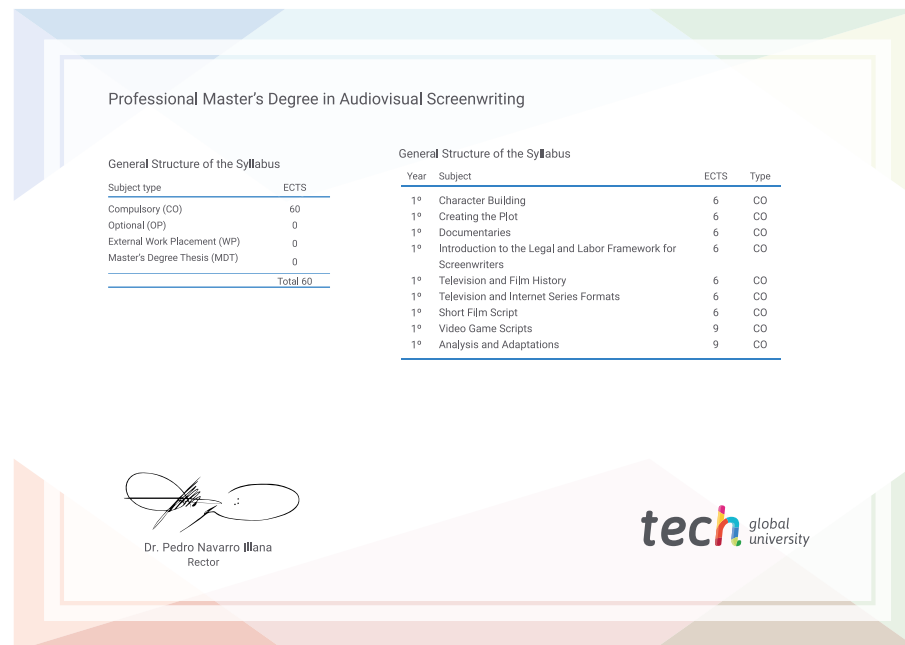 Professional Master's Degree in Audiovisual Screenwriting
General Structure of the Syllabus
Subject type ECTS
Compulsory (CO) 60
Optional (OP) 0
External Work Placement (WP) 0
Master's Degree Thesis (MDT) 0
Total 60
General Structure of the Syllabus
Year Subject ECTS Type
1º Character Building 6 CO
1º Creating the Plot 6 CO
1º Documentaries 6 CO
1º Introduction to the Legal and Labor Framework for 6 CO
Screenwriters
1º Television and Film History 6 CO
1º Television and Internet Series Formats 6 CO
1º Short Film Script 6 CO
1º Video Game Scripts 9 CO
1º Analysis and Adaptations 9 CO
Dr. Pedro Navarro Illana
Rector
tech global
university